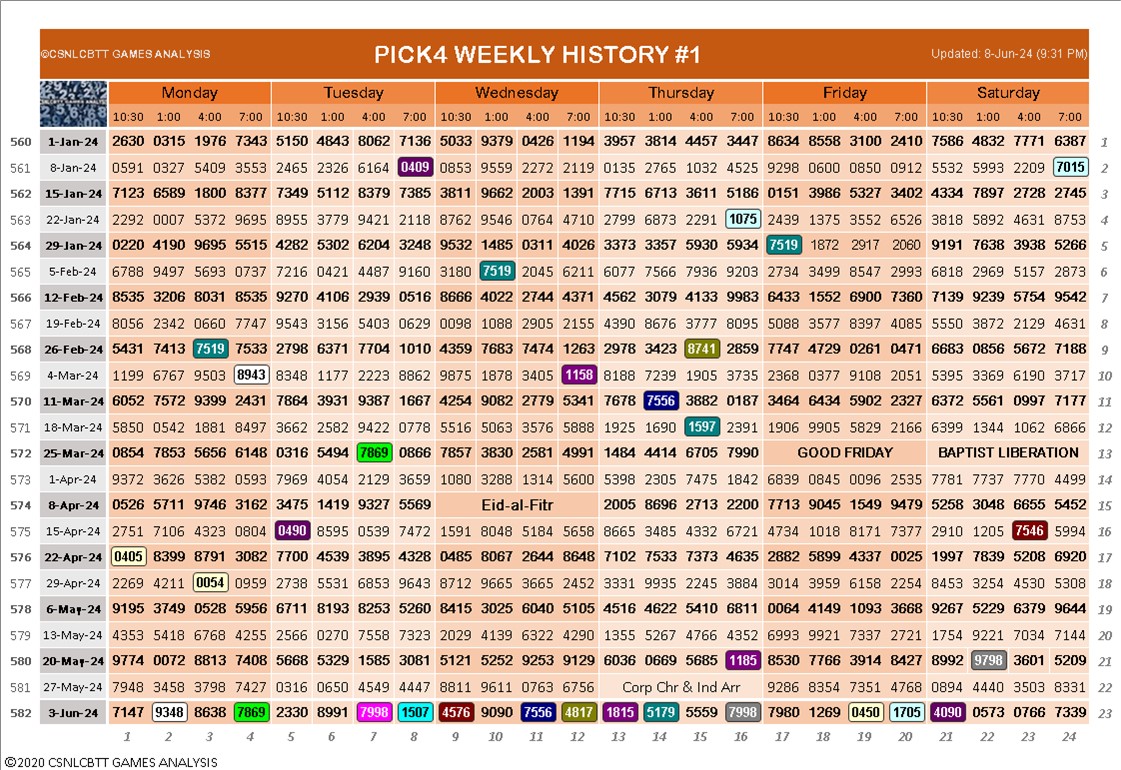 ©CSNLCBTT GAMES ANALYSIS PICK4 WEEKLY HISTORY #1 Updated: 8-Jun-24 (9:31 PM)
Monday Tuesday Wednesday Thursday Friday Saturday
10:30 1:00 4:00 7:00 10:30 1:00 4:00 7:00 10:30 1:00 4:00 7:00 10:30 1:00 4:00 7:00 10:30 1:00 4:00 7:00 10:30 1:00 4:00 7:00
560 1-Jan-24 2630 0315 1976 7343 5150 4843 8062 7136 5033 9379 0426 1194 3957 3814 4457 3447 8634 8558 3100 2410 7586 4832 7771 6387 1
561 8-Jan-24 0591 0327 5409 3553 2465 2326 6164 0409 0853 9559 2272 2119 0135 2765 1032 4525 9298 0600 0850 0912 5532 5993 2209 7015 2
562 15-Jan-24 7123 6589 1800 8377 7349 5112 8379 7385 3811 9662 2003 1391 7715 6713 3611 5186 0151 3986 5327 3402 4334 7897 2728 2745 3
563 22-Jan-24 2292 0007 5372 9695 8955 3779 9421 2118 8762 9546 0764 4710 2799 6873 2291 1075 2439 1375 3552 6526 3818 5892 4631 8753 4
564 29-Jan-24 0220 4190 9695 5515 4282 5302 6204 3248 9532 1485 0311 4026 3373 3357 5930 5934 7519 1872 2917 2060 9191 7638 3938 5266 5
565 5-Feb-24 6788 9497 5693 0737 7216 0421 4487 9160 3180 7519 2045 6211 6077 7566 7936 9203 2734 3499 8547 2993 6818 2969 5157 2873 6
566 12-Feb-24 8535 3206 8031 8535 9270 4106 2939 0516 8666 4022 2744 4371 4562 3079 4133 9983 6433 1552 6900 7360 7139 9239 5754 9542 7
567 19-Feb-24 8056 2342 0660 7747 9543 3156 5403 0629 0098 1088 2905 2155 4390 8676 3777 8095 5088 3577 8397 4085 5550 3872 2129 4631 8
568 26-Feb-24 5431 7413 7519 7533 2798 6371 7704 1010 4359 7683 7474 1263 2978 3423 8741 2859 7747 4729 0261 0471 6683 0856 5672 7188 9
569 4-Mar-24 1199 6767 9503 8943 8348 1177 2223 8862 9875 1878 3405 1158 8188 7239 1905 3735 2368 0377 9108 2051 5395 3369 6190 3717 10
570 11-Mar-24 6052 7572 9399 2431 7864 3931 9387 1667 4254 9082 2779 5341 7678 7556 3882 0187 3464 6434 5902 2327 6372 5561 0997 7177 11
571 18-Mar-24 5850 0542 1881 8497 3662 2582 9422 0778 5516 5063 3576 5888 1925 1690 1597 2391 1906 9905 5829 2166 6399 1344 1062 6866 12
572 25-Mar-24 0854 7853 5656 6148 0316 5494 7869 0866 7857 3830 2581 4991 1484 4414 6705 7990 GOOD FRIDAY BAPTIST LIBERATION 13
573 1-Apr-24 9372 3626 5382 0593 7969 4054 2129 3659 1080 3288 1314 5600 5398 2305 7475 1842 6839 0845 0096 2535 7781 7737 7770 4499 14
574 8-Apr-24 0526 5711 9746 3162 3475 1419 9327 5569 Eid-al-Fitr 2005 8696 2713 2200 7713 9045 1549 9479 5258 3048 6655 5452 15
575 15-Apr-24 2751 7106 4323 0804 0490 8595 0539 7472 1591 8048 5184 5658 8665 3485 4332 6721 4734 1018 8171 7377 2910 1205 7546 5994 16
576 22-Apr-24 0405 8399 8791 3082 7700 4539 3895 4328 0485 8067 2644 8648 7102 7533 7373 4635 2882 5899 4337 0025 1997 7839 5208 6920 17
577 29-Apr-24 2269 4211 0054 0959 2738 5531 6853 9643 8712 9665 3665 2452 3331 9935 2245 3884 3014 3959 6158 2254 8453 3254 4530 5308 18
578 6-May-24 9195 3749 0528 5956 6711 8193 8253 5260 8415 3025 6040 5105 4516 4622 5410 6811 0064 4149 1093 3668 9267 5229 6379 9644 19
579 13-May-24 4353 5418 6768 4255 2566 0270 7558 7323 2029 4139 6322 4290 1355 5267 4766 4352 6993 9921 7337 2721 1754 9221 7034 7144 20
580 20-May-24 9774 0072 8813 7408 5668 5329 1585 3081 5121 5252 9253 9129 6036 0669 5685 1185 8530 7766 3914 8427 8992 9798 3601 5209 21
581 27-May-24 7948 3458 3798 7427 0316 0650 4549 4447 8811 9611 0763 6756 Corp Chr & Ind Arr 9286 8354 7351 4768 0894 4440 3503 8331 22
582 3-Jun-24 7147 9348 8638 7869 2330 8991 7998 1507 4576 9090 7556 4817 1815 5179 5559 7998 7980 1269 0450 1705 4090 0573 0766 7339 23
1 2 3 4 5 6 7 8 9 10 11 12 13 14 15 16 17 18 19 20 21 22 23 24
©2020 CSNLCBTT GAMES ANALYSIS